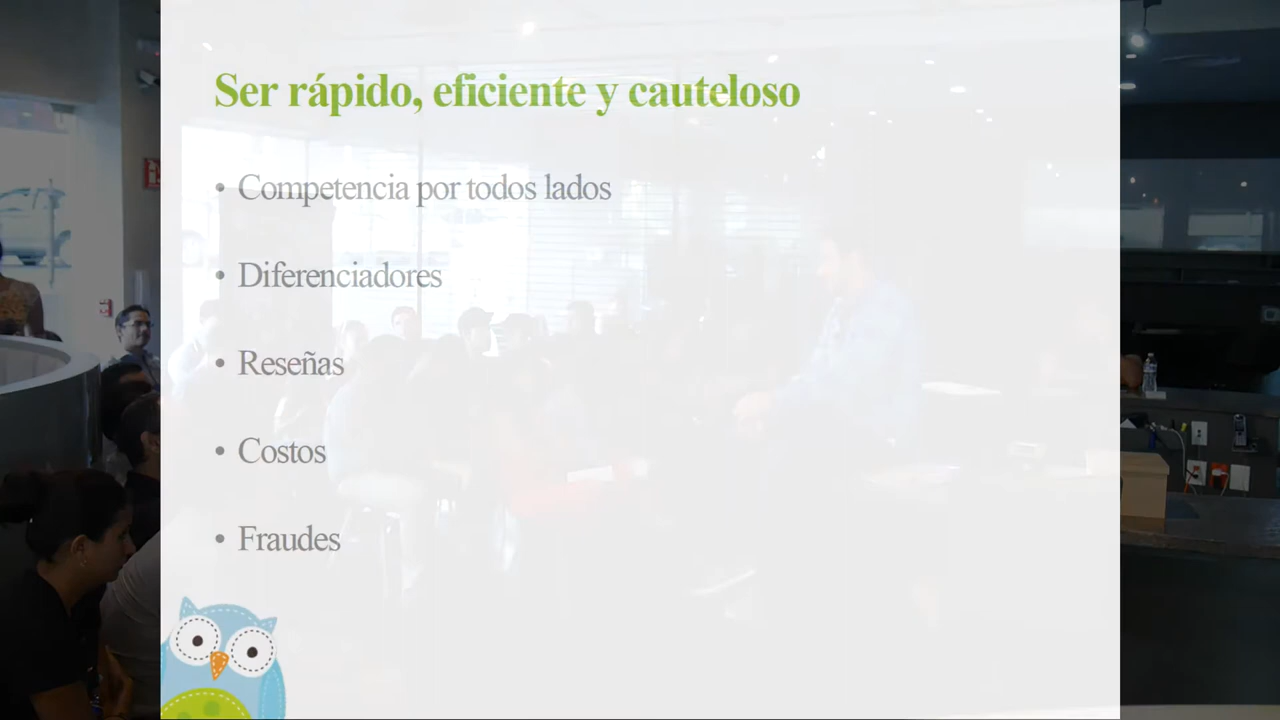 Ser rápido, eficiente y cauteloso
• Competencia por todos lados
• Diferenciadores
• Reseñas
• Costos
• Fraudes